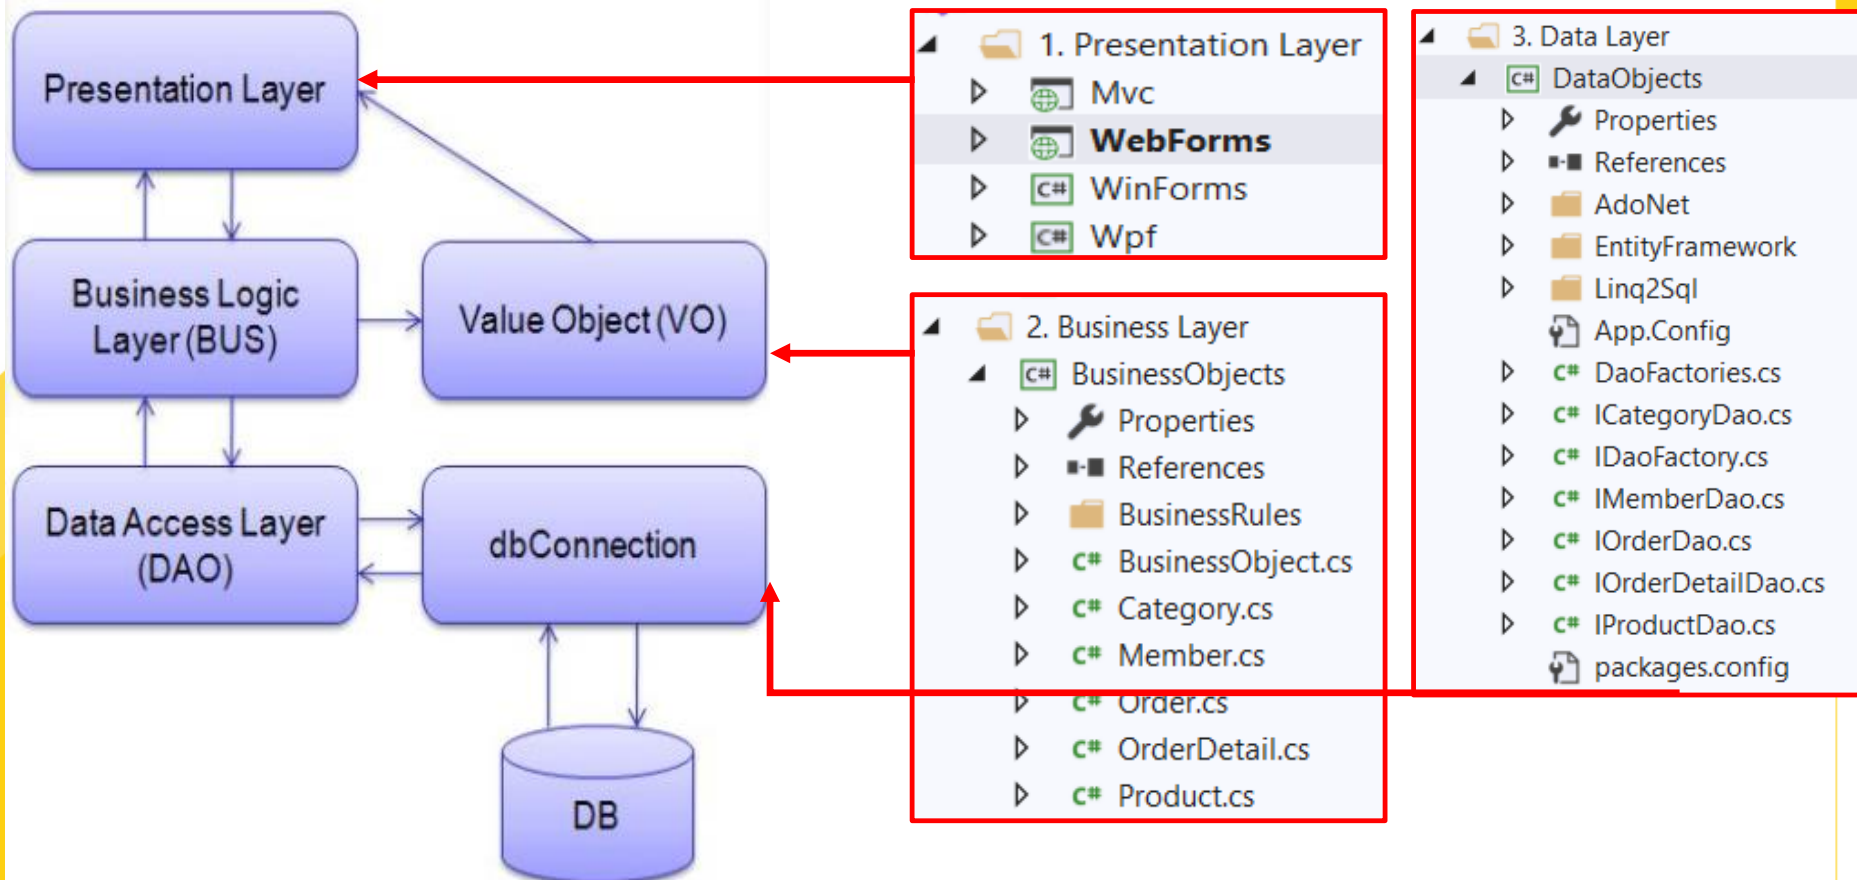 Presentation Layer
Business Logic
Layer (BUS)
Value Object (VO)
Data Access Layer
(DAO)
dbConnection
DB
1. Presentation Layer
Mvc
WebForms
C# WinForms
C# Wpf
2. Business Layer
C# BusinessObjects
Properties
References
BusinessRules
C# BusinessObject.cs
C# Category.cs
C# Member.cs
C# Order.cs
C# OrderDetail.cs
C# Product.cs
3. Data Layer
C# DataObjects
Properties
References
AdoNet
EntityFramework
Linq2Sql
App.Config
C# DaoFactories.cs
C# ICategoryDao.cs
C# IDaoFactory.cs
C# IMemberDao.cs
C# IOrderDao.cs
C# IOrderDetailDao.cs
C# IProductDao.cs
packages.config